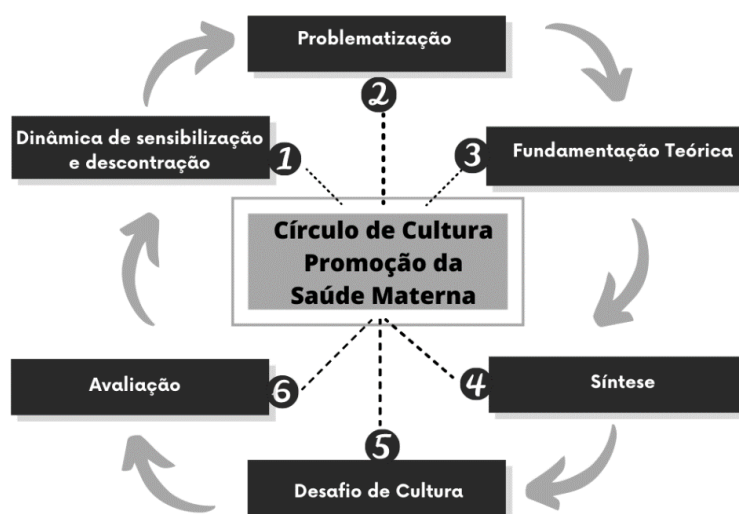 Problematização
2
Dinâmica de sensibilização
e descontração
1
3
Fundamentação Teórica
Círculo de Cultura
Promoção da
Saúde Materna
Avaliação
6
4
Síntese
5
Desafio de Cultura